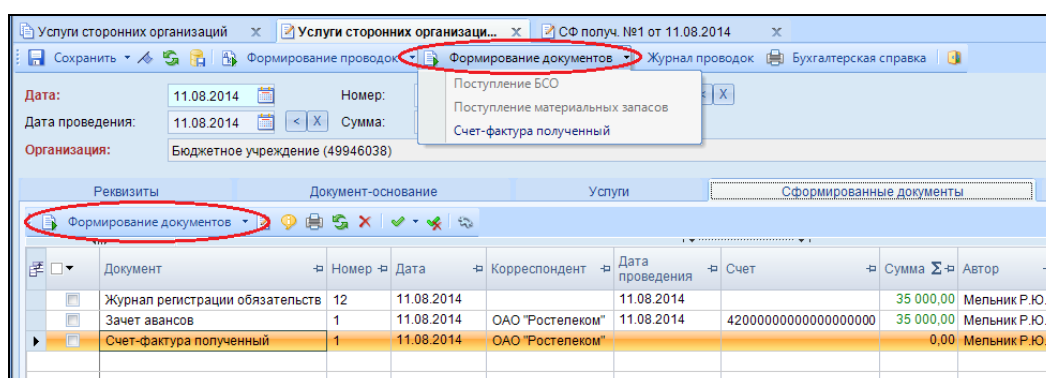 Услуги сторонних организаций x Услуги сторонних организаци... x СФ получ. №1 от 11.08.2014 x
Сохранить Формирование проводок Формирование документов Журнал проводок Бухгалтерская справка
Дата: 11.08.2014 Номер: Поступление БСО < X
Поступление материальных запасов
Дата проведения: 11.08.2014 < X Сумма: Счет-фактура полученный
Организация: Бюджетное учреждение (49946038)
Реквизиты Документ-основание Услуги Сформированные документы
Формирование документов
Документ Номер Дата Корреспондент Дата проведения Счет Сумма Σ Автор
Журнал регистрации обязательств 12 11.08.2014 11.08.2014 35 000,00 Мельник Р.Ю.
Зачет авансов 1 11.08.2014 ОАО "Ростелеком" 11.08.2014 42000000000000000000 35 000,00 Мельник Р.Ю.
Счет-фактура полученный 1 11.08.2014 ОАО "Ростелеком" 0,00 Мельник Р.Ю.